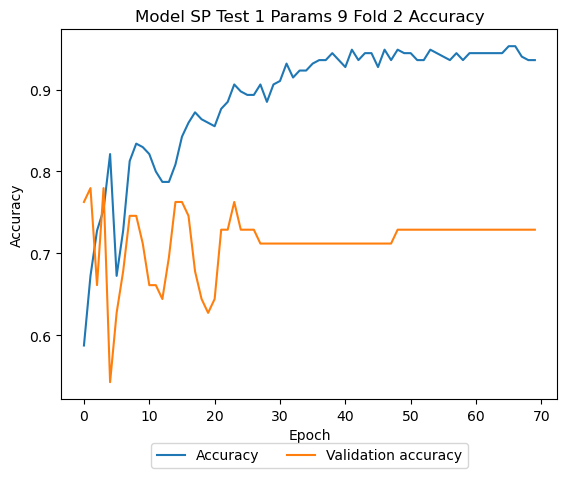 Model SP Test 1 Params 9 Fold 2 Accuracy
Accuracy
0.9
0.8
0.7
0.6
0 10 20 30 40 50 60 70
Epoch
Accuracy Validation accuracy